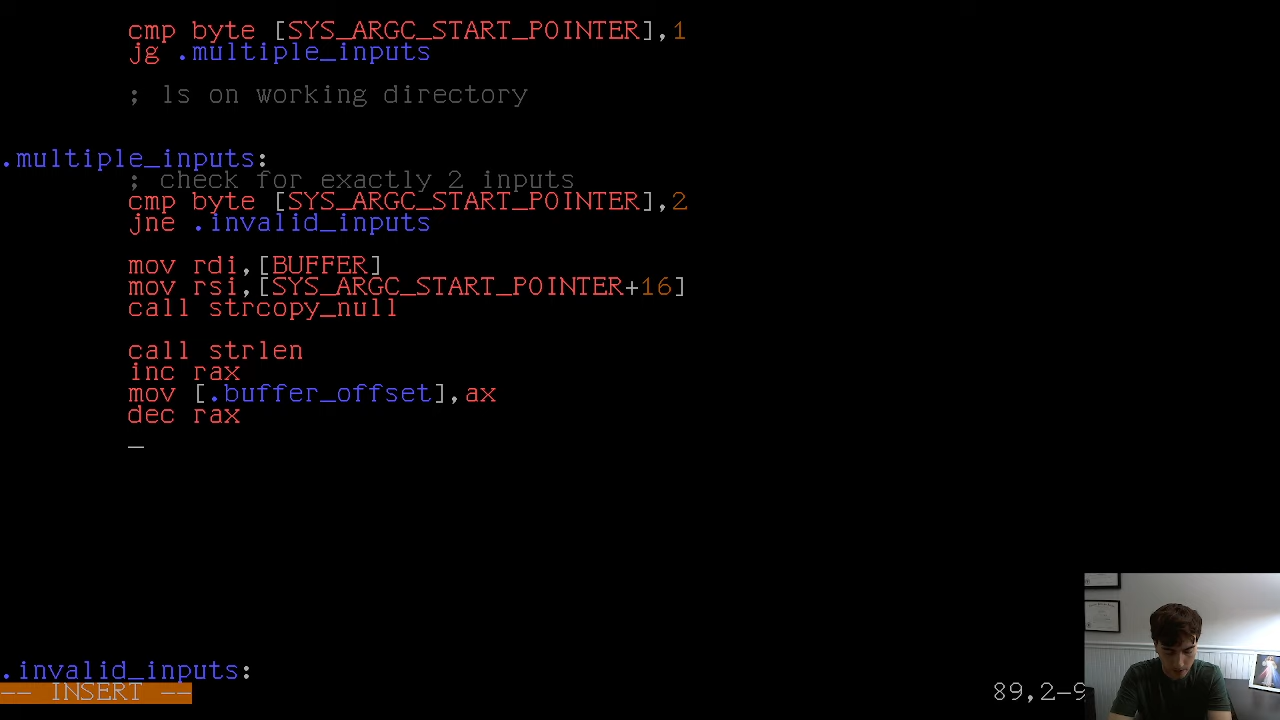 cmp byte [SYS_ARGC_START_POINTER],1
jg .multiple_inputs
; ls on working directory
.multiple_inputs:
; check for exactly 2 inputs
cmp byte [SYS_ARGC_START_POINTER],2
jne .invalid_inputs
mov rdi,[BUFFER]
mov rsi,[SYS_ARGC_START_POINTER+16]
call strcopy_null
call strlen
inc rax
mov [.buffer_offset],ax
dec rax
.invalid_inputs:
-- INSERT -- 89,2-9